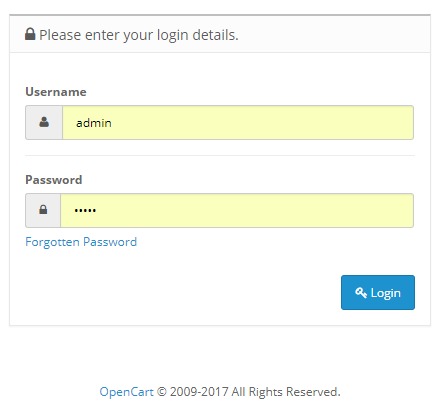 Please enter your login details.
Username
admin
Password
•••••
Forgotten Password
Login
OpenCart © 2009-2017 All Rights Reserved.